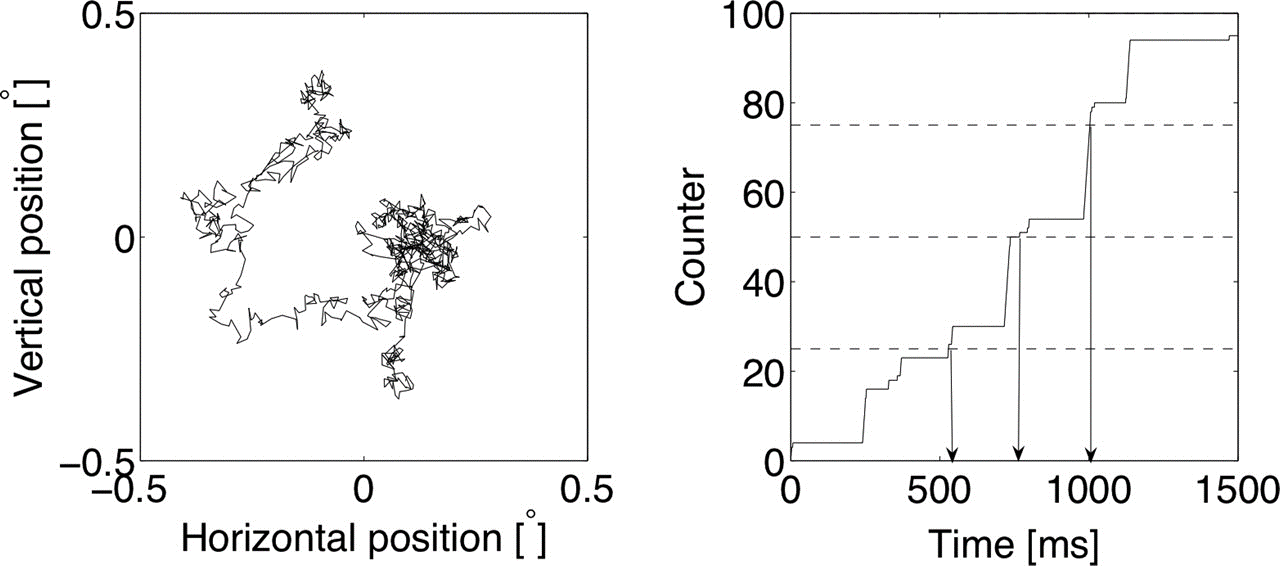 0.5
0
−0.5
−0.5 0 0.5
Vertical position [°]
Horizontal position [°]
100
80
60
40
20
0
0 500 1000 1500
Counter
Time [ms]